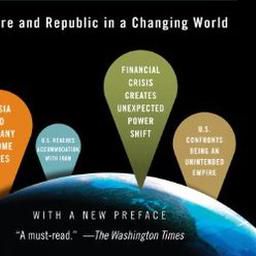 re and Republic in a Changing World
FINANCIAL
CRISIS
CREATES
UNEXPECTED
POWER
SHIFT
SIA
D
ANY
OME
ES
U.S. REACHES
ACCOMMODATION
WITH IRAN
U.S.
CONFRONTS
BEING AN
UNINTENDED
EMPIRE
WITH A NEW PREFACE
"A must-read." —The Washington Times